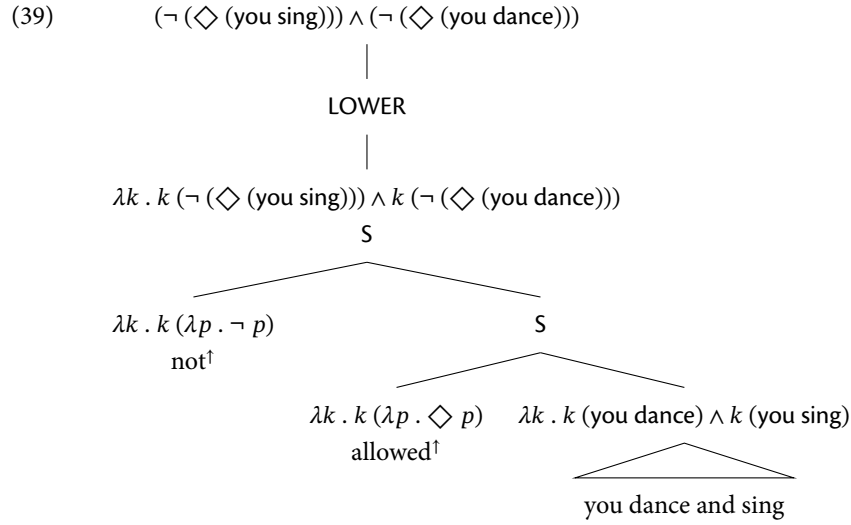 (39) (¬ (◇ (you sing))) ∧ (¬ (◇ (you dance)))
LOWER
λk . k (¬ (◇ (you sing))) ∧ k (¬ (◇ (you dance)))
S
λk . k (λp . ¬ p) S
not↑
λk . k (λp . ◇ p) λk . k (you dance) ∧ k (you sing)
allowed↑
you dance and sing